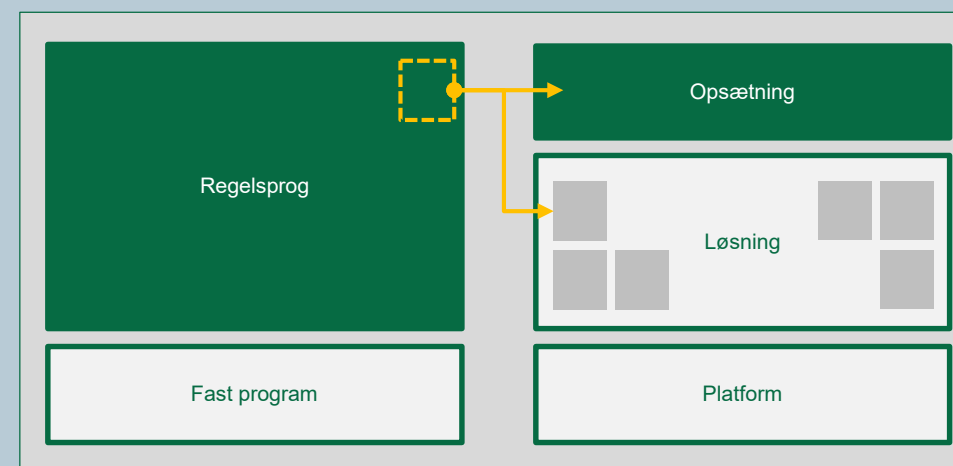 Regelsprog
Fast program
Opsætning
Løsning
Platform